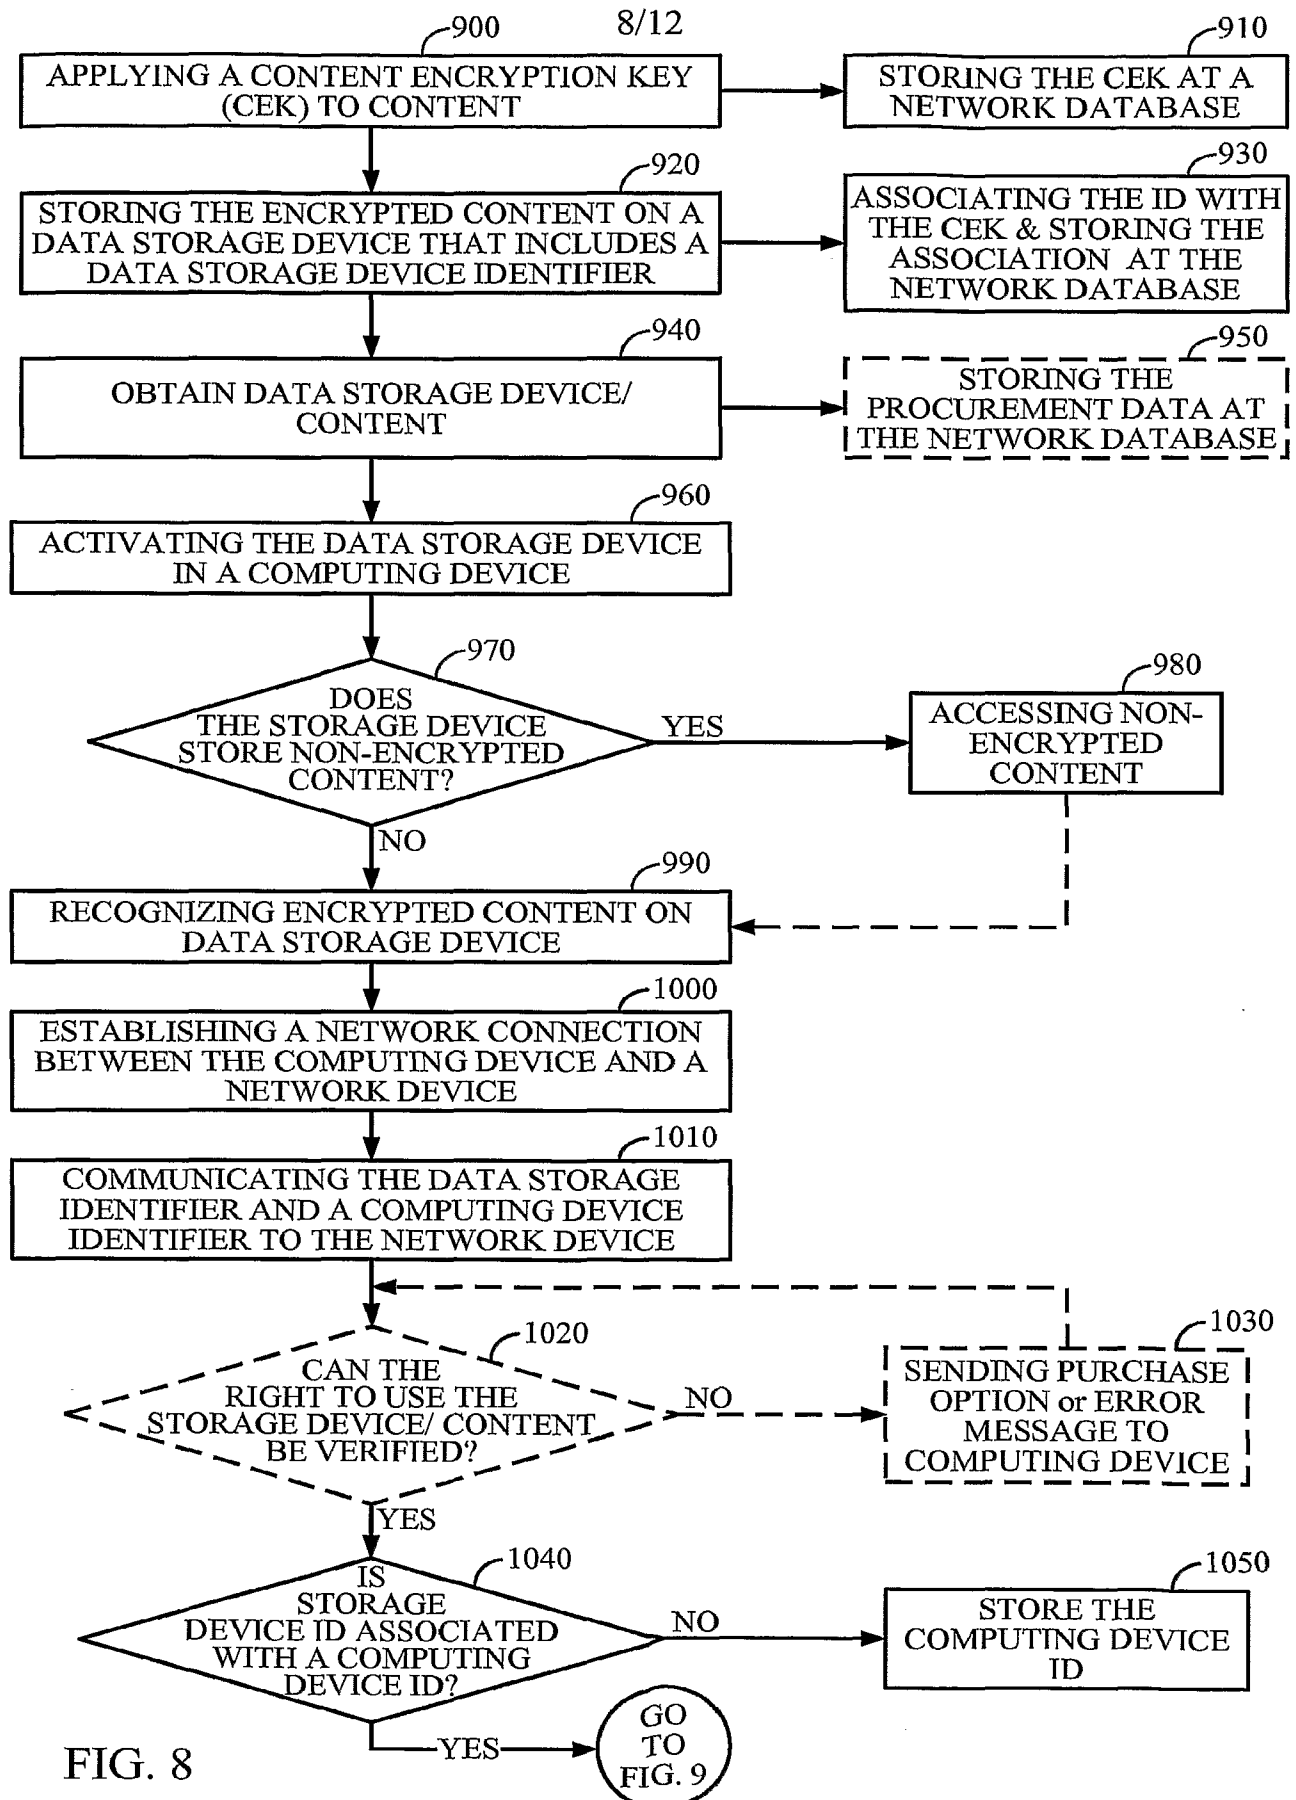 8/12
900
APPLYING A CONTENT ENCRYPTION KEY
(CEK) TO CONTENT
910
STORING THE CEK AT A
NETWORK DATABASE
920
STORING THE ENCRYPTED CONTENT ON A
DATA STORAGE DEVICE THAT INCLUDES A
DATA STORAGE DEVICE IDENTIFIER
930
ASSOCIATING THE ID WITH
THE CEK & STORING THE
ASSOCIATION AT THE
NETWORK DATABASE
940
OBTAIN DATA STORAGE DEVICE/
CONTENT
950
STORING THE
PROCUREMENT DATA AT
THE NETWORK DATABASE
960
ACTIVATING THE DATA STORAGE DEVICE
IN A COMPUTING DEVICE
970
DOES
THE STORAGE DEVICE
STORE NON-ENCRYPTED
CONTENT?
YES
980
ACCESSING NON-
ENCRYPTED
CONTENT
NO
990
RECOGNIZING ENCRYPTED CONTENT ON
DATA STORAGE DEVICE
1000
ESTABLISHING A NETWORK CONNECTION
BETWEEN THE COMPUTING DEVICE AND A
NETWORK DEVICE
1010
COMMUNICATING THE DATA STORAGE
IDENTIFIER AND A COMPUTING DEVICE
IDENTIFIER TO THE NETWORK DEVICE
1020
CAN THE
RIGHT TO USE THE
STORAGE DEVICE/ CONTENT
BE VERIFIED?
NO
1030
SENDING PURCHASE
OPTION or ERROR
MESSAGE TO
COMPUTING DEVICE
YES
1040
IS
STORAGE
DEVICE ID ASSOCIATED
WITH A COMPUTING
DEVICE ID?
NO
1050
STORE THE
COMPUTING DEVICE
ID
YES
GO
TO
FIG. 9
FIG. 8